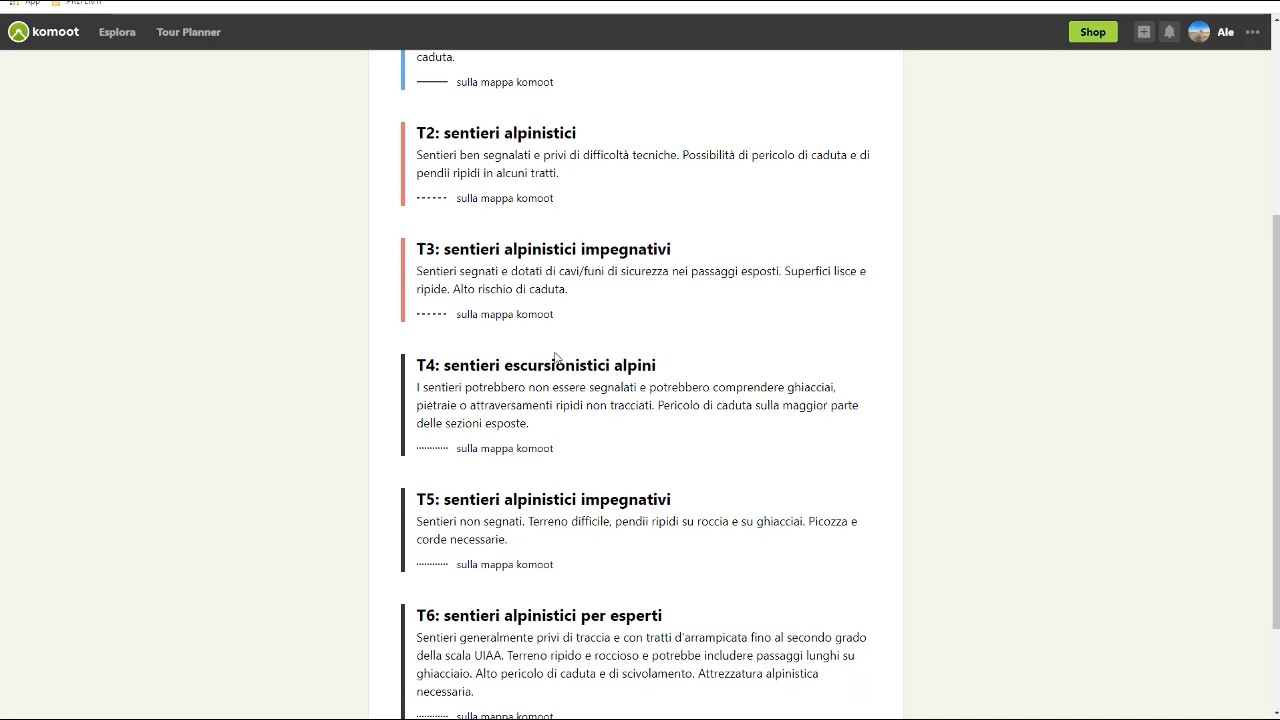 App PREFERITI
komoot Esplora Tour Planner Shop Ale
caduta.
sulla mappa komoot
T2: sentieri alpinistici
Sentieri ben segnalati e privi di difficoltà tecniche. Possibilità di pericolo di caduta e di
pendii ripidi in alcuni tratti.
sulla mappa komoot
T3: sentieri alpinistici impegnativi
Sentieri segnati e dotati di cavi/funi di sicurezza nei passaggi esposti. Superfici lisce e
ripide. Alto rischio di caduta.
sulla mappa komoot
T4: sentieri escursionistici alpini
I sentieri potrebbero non essere segnalati e potrebbero comprendere ghiacciai,
pietraie o attraversamenti ripidi non tracciati. Pericolo di caduta sulla maggior parte
delle sezioni esposte.
sulla mappa komoot
T5: sentieri alpinistici impegnativi
Sentieri non segnati. Terreno difficile, pendii ripidi su roccia e su ghiacciai. Picozza e
corde necessarie.
sulla mappa komoot
T6: sentieri alpinistici per esperti
Sentieri generalmente privi di traccia e con tratti d'arrampicata fino al secondo grado
della scala UIAA. Terreno ripido e roccioso e potrebbe includere passaggi lunghi su
ghiacciaio. Alto pericolo di caduta e di scivolamento. Attrezzatura alpinistica
necessaria.
sulla mappa komoot